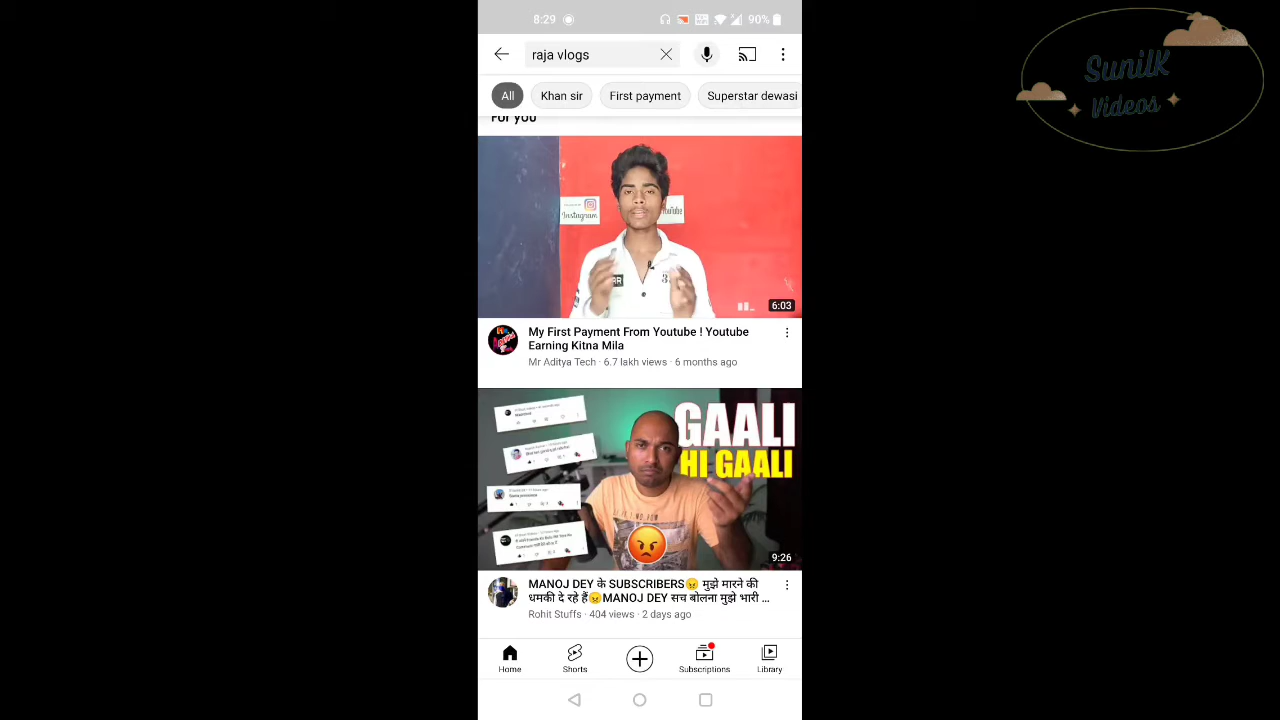 8:29
90%
raja vlogs
All
Khan sir
First payment
Superstar dewasi
For you
Instagram
YouTube
6:03
My First Payment From Youtube ! Youtube
Earning Kitna Mila
Mr Aditya Tech · 6.7 lakh views · 6 months ago
GAALI
HI GAALI
9:26
MANOJ DEY के SUBSCRIBERS😠 मुझे मारने की
धमकी दे रहे हैं😠MANOJ DEY सच बोलना मुझे भारी ...
Rohit Stuffs · 404 views · 2 days ago
Home
Shorts
Subscriptions
Library
SunilK
Videos